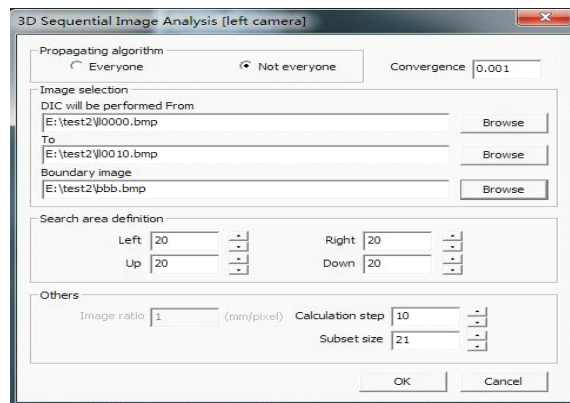 3D Sequential Image Analysis [left camera]
Propagating algorithm
Everyone Not everyone Convergence 0.001
Image selection
DIC will be performed From
E:\test2\ll0000.bmp Browse
To
E:\test2\ll0010.bmp Browse
Boundary image
E:\test2\bbb.bmp Browse
Search area definition
Left 20 Right 20
Up 20 Down 20
Others
Image ratio 1 (mm/pixel) Calculation step 10
Subset size 21
OK Cancel